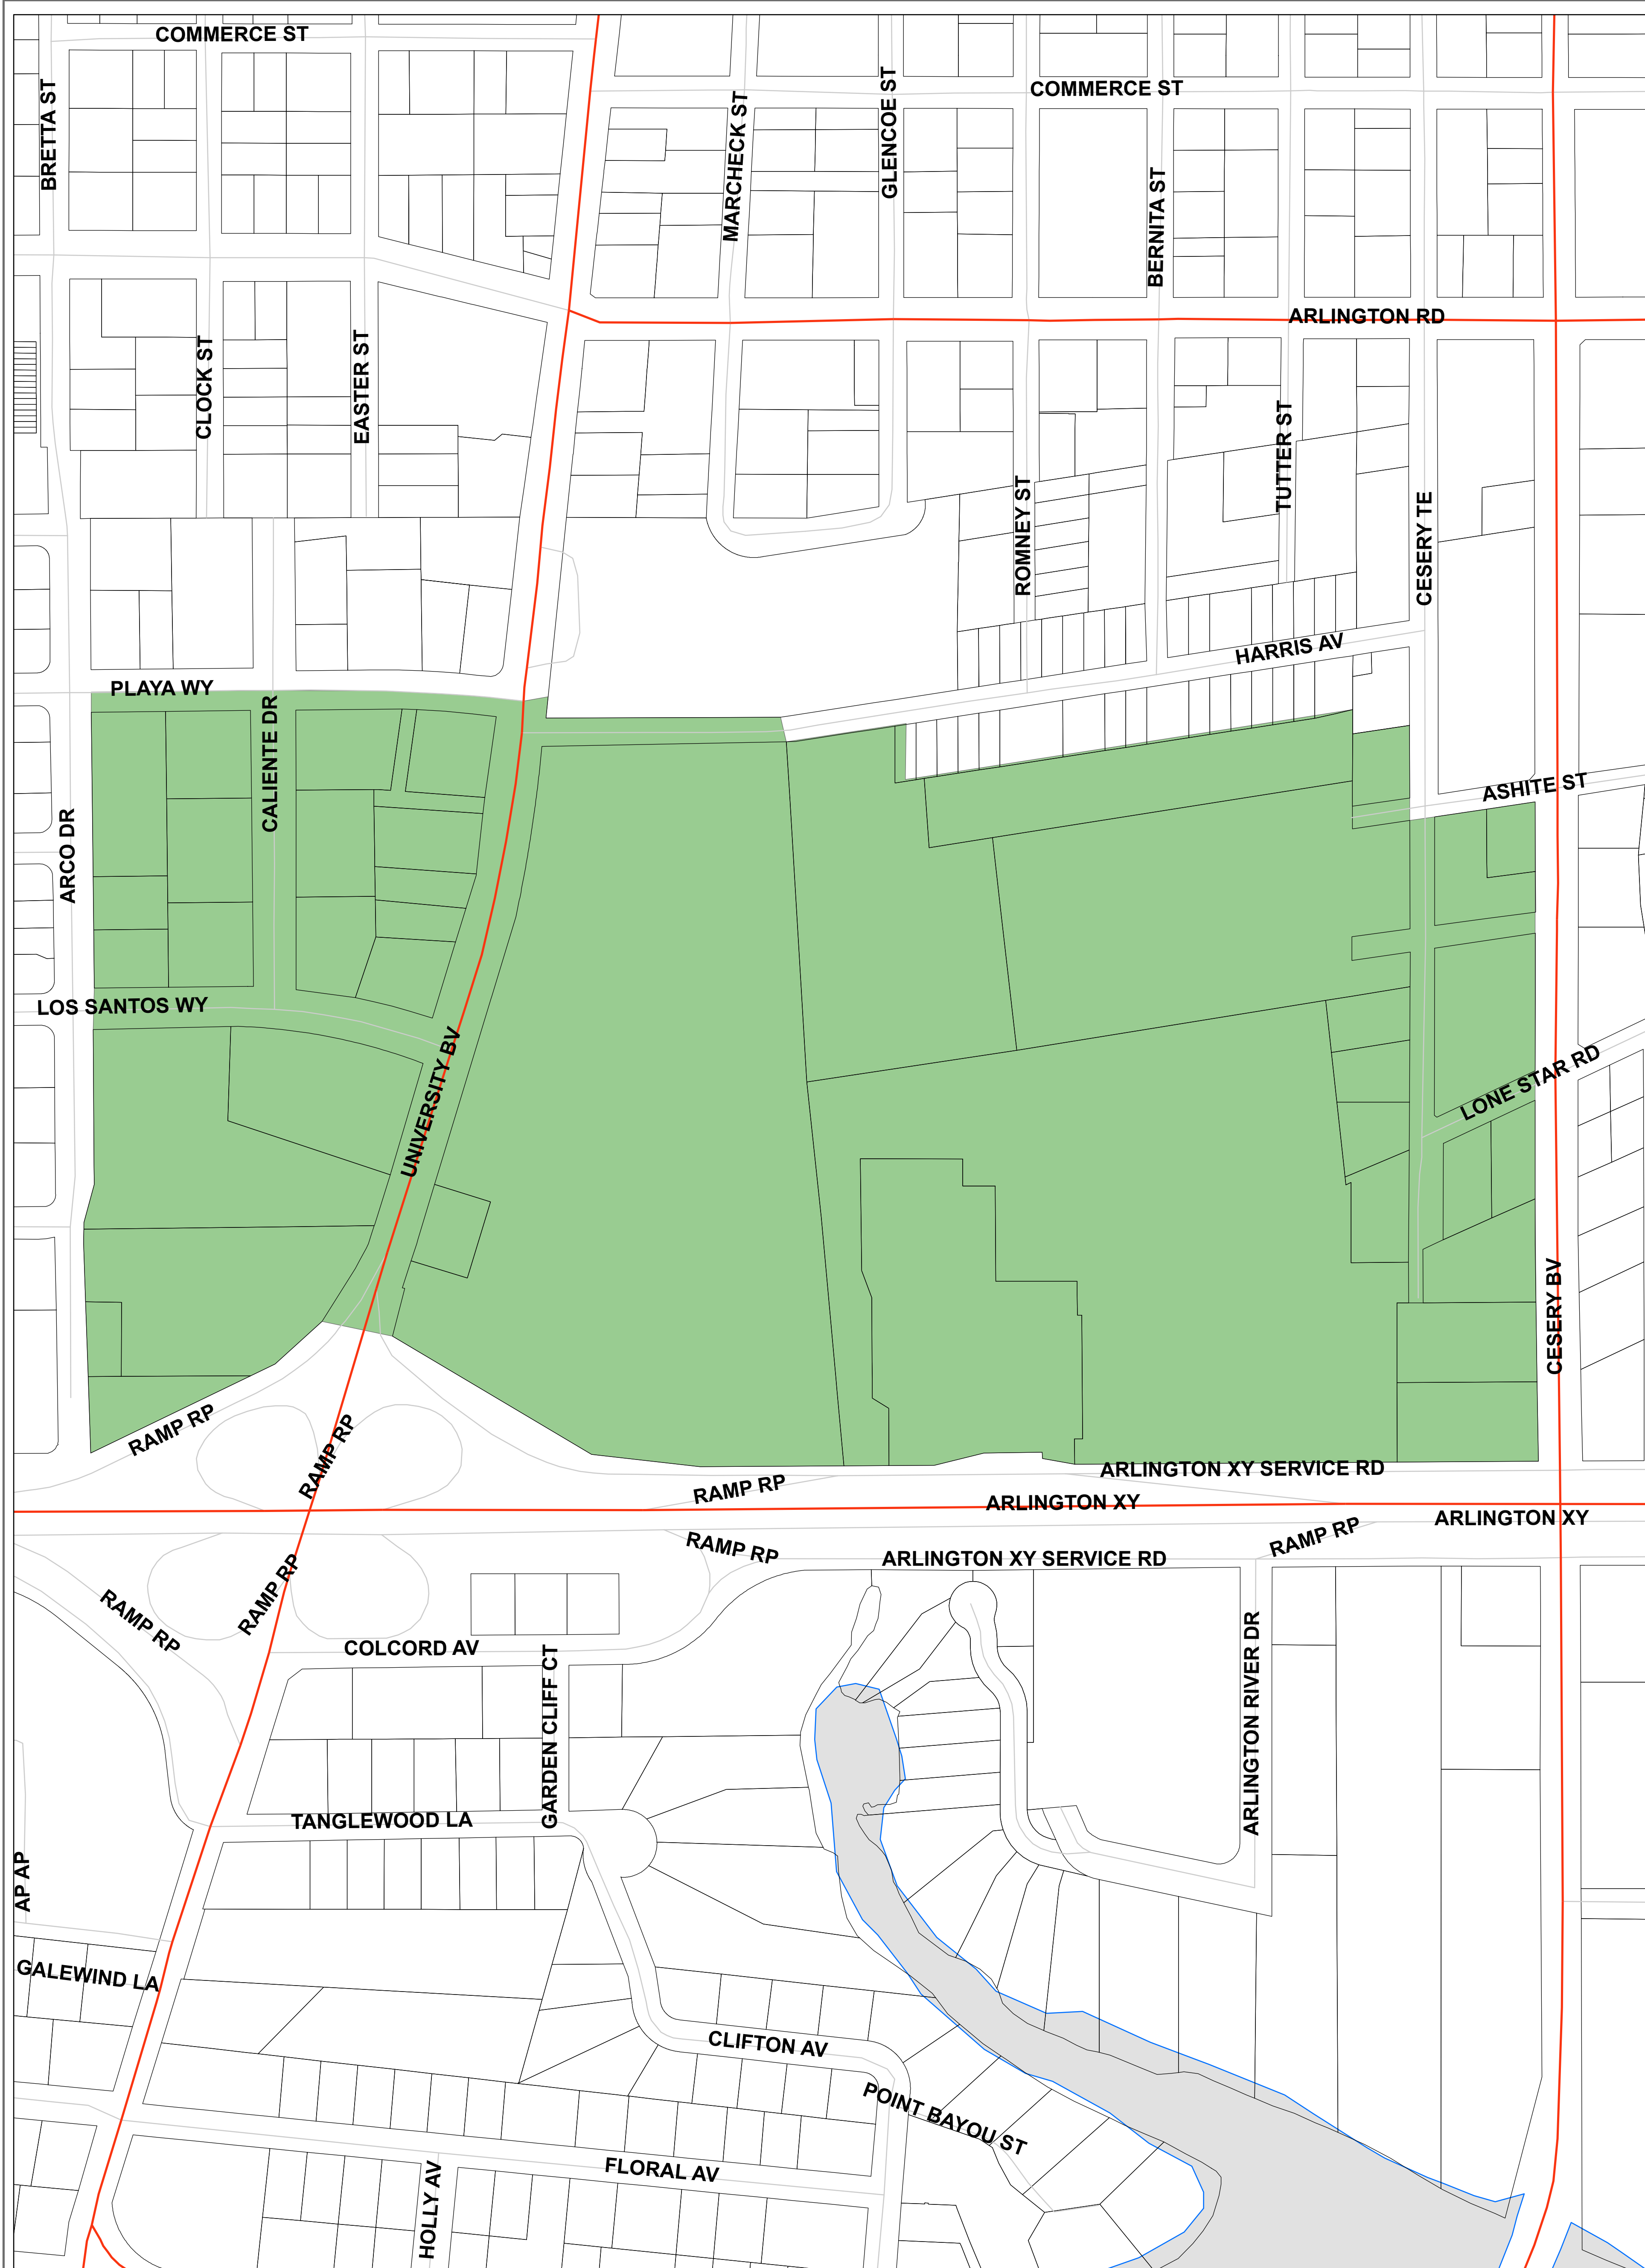 COMMERCE ST
COMMERCE ST
BRETTA ST
MARCHECK ST
GLENCOE ST
BERNITA ST
ARLINGTON RD
CLOCK ST
EASTER ST
TUTTER ST
ROMNEY ST
CESERY TE
HARRIS AV
PLAYA WY
CALIENTE DR
ASHITE ST
ARCO DR
LOS SANTOS WY
UNIVERSITY BV
LONE STAR RD
CESERY BV
RAMP RP
RAMP RP
RAMP RP
ARLINGTON XY SERVICE RD
ARLINGTON XY
ARLINGTON XY
RAMP RP
RAMP RP
ARLINGTON XY SERVICE RD
RAMP RP
RAMP RP
COLCORD AV
GARDEN CLIFF CT
ARLINGTON RIVER DR
TANGLEWOOD LA
AP AP
GALEWIND LA
CLIFTON AV
POINT BAYOU ST
FLORAL AV
HOLLY AV